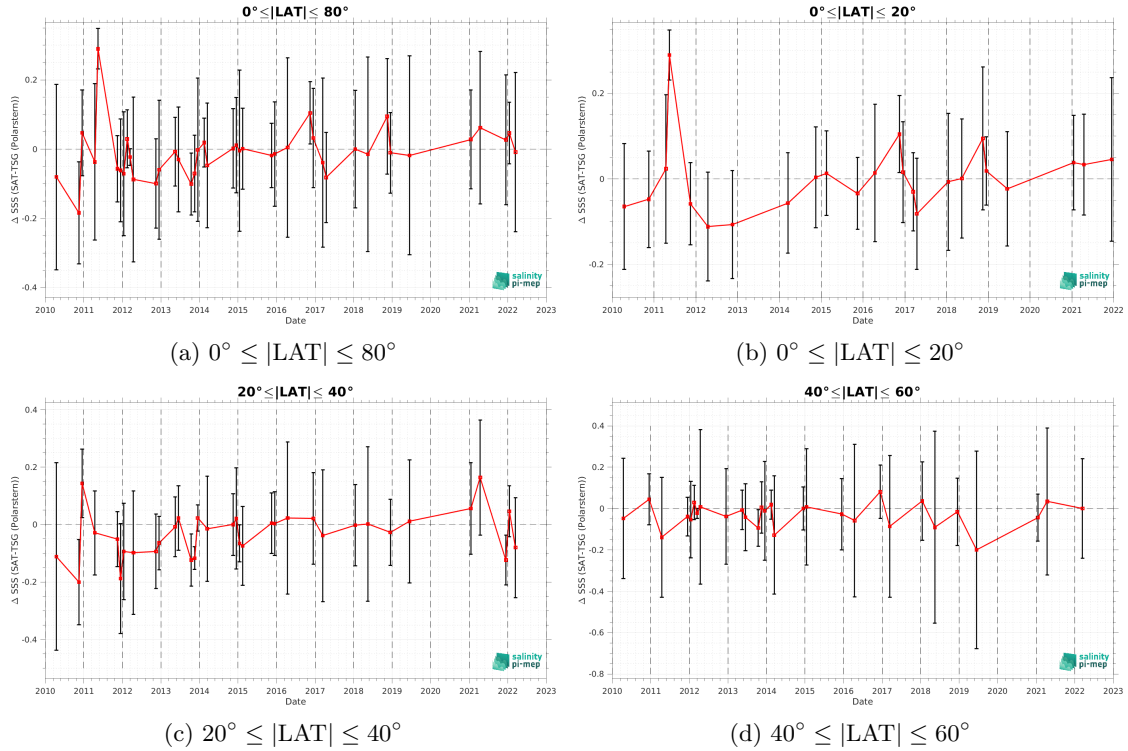 0°≤|LAT|≤ 80°
Δ SSS (SAT-TSG (Polarstern))
0.2
0
-0.2
-0.4
2010 2011 2012 2013 2014 2015 2016 2017 2018 2019 2020 2021 2022 2023
Date
salinity
pi-mep
(a) 0° ≤ |LAT| ≤ 80°
0°≤|LAT|≤ 20°
Δ SSS (SAT-TSG (Polarstern))
0.2
0
-0.2
2010 2011 2012 2013 2014 2015 2016 2017 2018 2019 2020 2021 2022
Date
salinity
pi-mep
(b) 0° ≤ |LAT| ≤ 20°
20°≤|LAT|≤ 40°
Δ SSS (SAT-TSG (Polarstern))
0.4
0.2
0
-0.2
-0.4
2010 2011 2012 2013 2014 2015 2016 2017 2018 2019 2020 2021 2022 2023
Date
salinity
pi-mep
(c) 20° ≤ |LAT| ≤ 40°
40°≤|LAT|≤ 60°
Δ SSS (SAT-TSG (Polarstern))
0.4
0.2
0
-0.2
-0.4
-0.6
-0.8
2010 2011 2012 2013 2014 2015 2016 2017 2018 2019 2020 2021 2022 2023
Date
salinity
pi-mep
(d) 40° ≤ |LAT| ≤ 60°